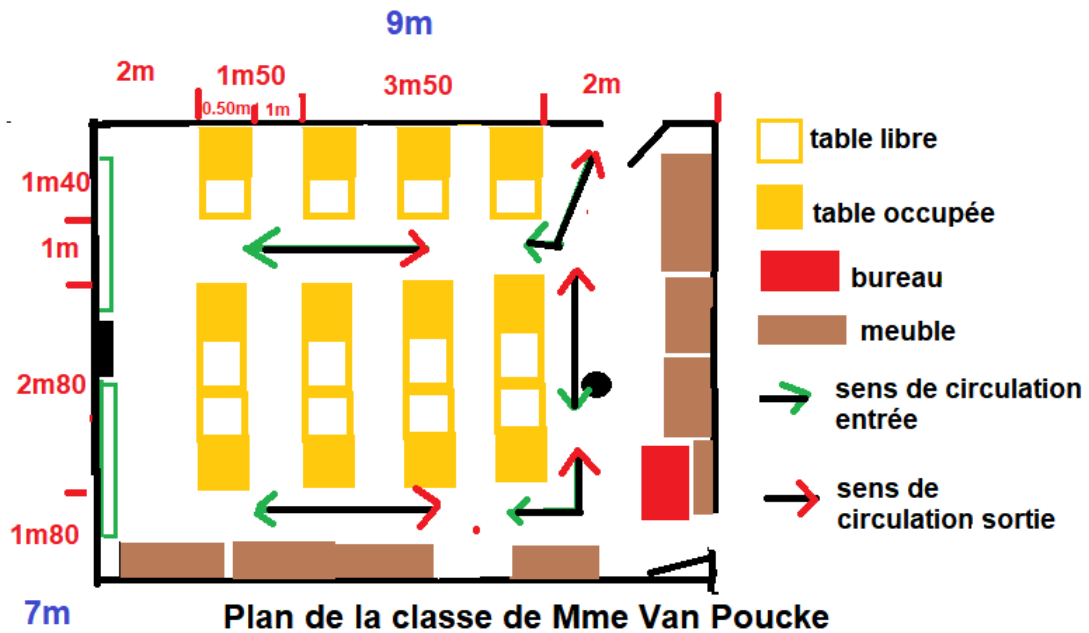 9m
2m
1m50
3m50
2m
0.50m
1m
1m40
1m
2m80
1m80
7m
table libre
table occupée
bureau
meuble
sens de circulation
entrée
sens de
circulation sortie
Plan de la classe de Mme Van Poucke